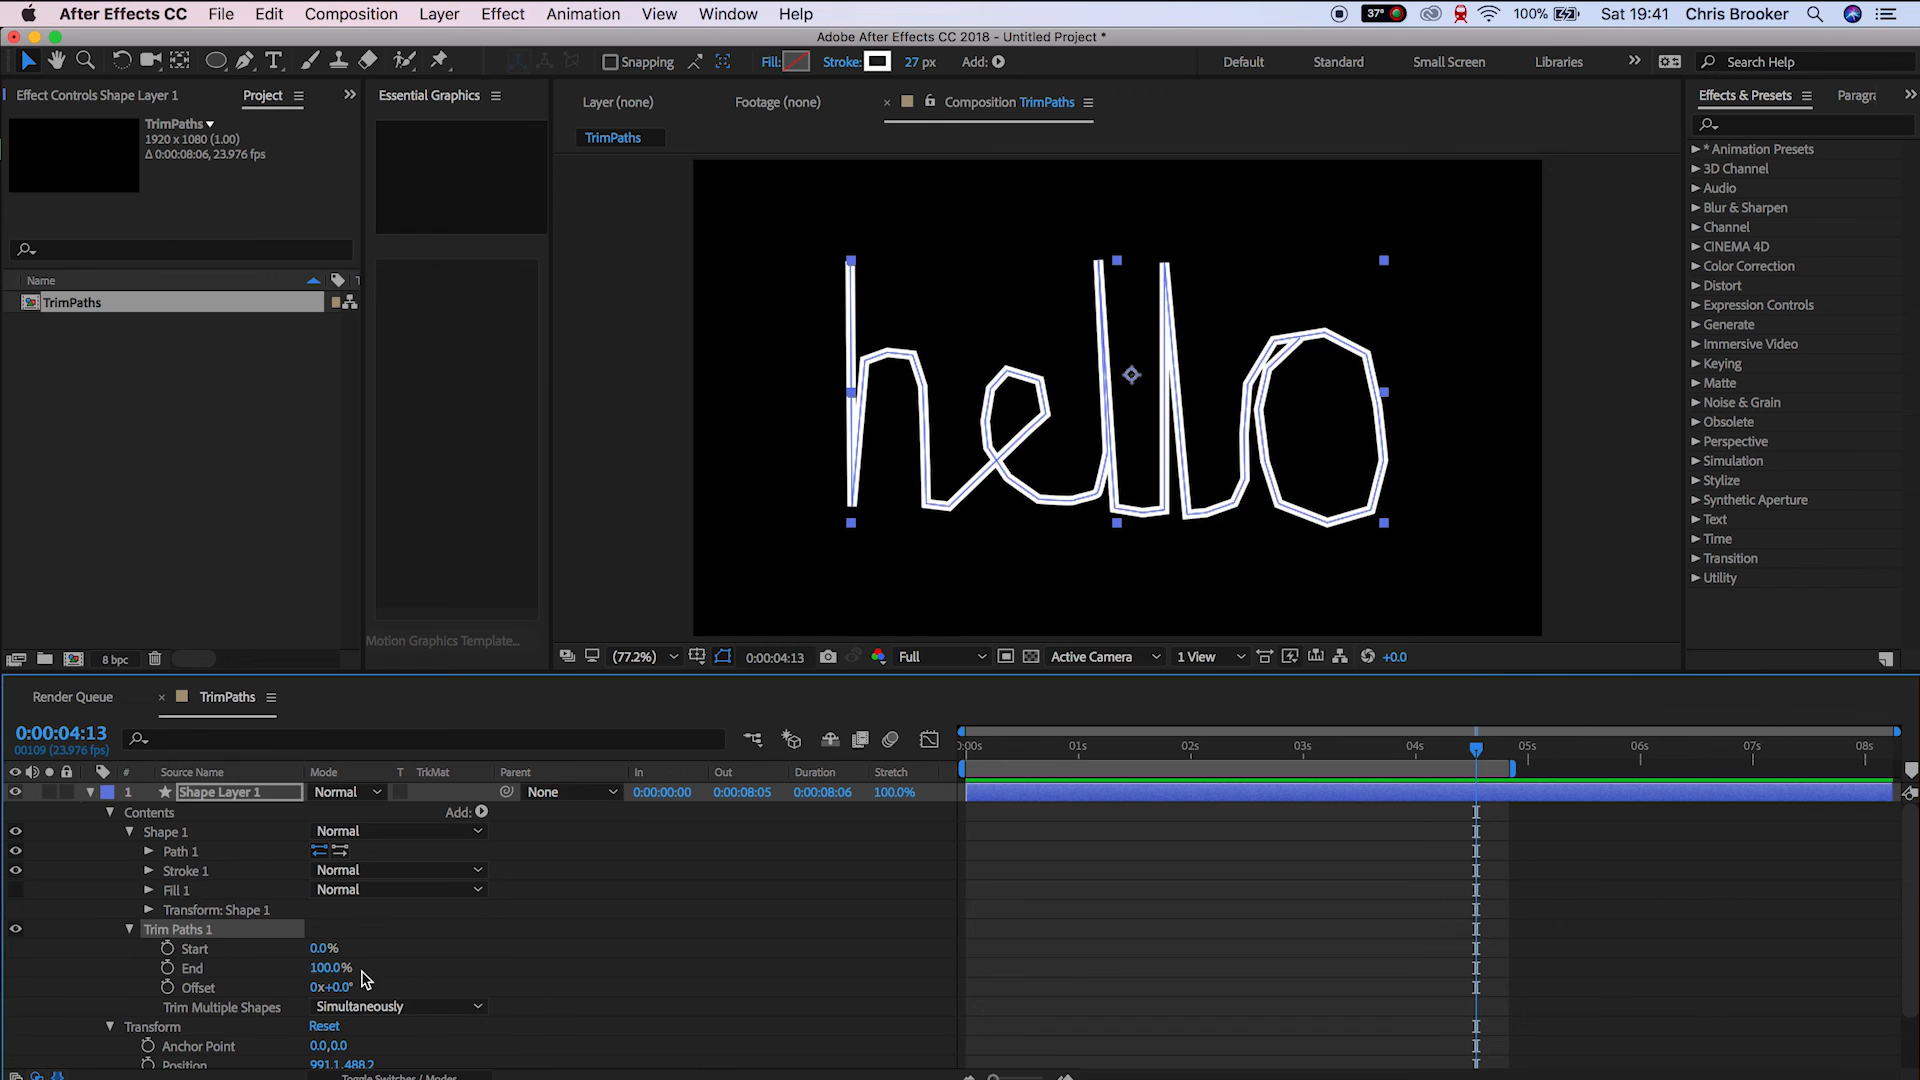 After Effects CC File Edit Composition Layer Effect Animation View Window Help 37° 100% Sat 19:41 Chris Brooker
Adobe After Effects CC 2018 - Untitled Project *
Snapping Fill: Stroke: 27 px Add: Default Standard Small Screen Libraries Search Help
Effect Controls Shape Layer 1 Project Essential Graphics Layer (none) Footage (none) Composition TrimPaths Effects & Presets Paragra
TrimPaths
1920 x 1080 (1.00)
Δ 0:00:08:06, 23.976 fps
TrimPaths
Name
TrimPaths
hello
* Animation Presets
3D Channel
Audio
Blur & Sharpen
Channel
CINEMA 4D
Color Correction
Distort
Expression Controls
Generate
Immersive Video
Keying
Matte
Noise & Grain
Obsolete
Perspective
Simulation
Stylize
Synthetic Aperture
Text
Time
Transition
Utility
Motion Graphics Template...
8 bpc (77.2%) 0:00:04:13 Full Active Camera 1 View +0.0
Render Queue TrimPaths
0:00:04:13
00109 (23.976 fps)
:00s 01s 02s 03s 04s 05s 06s 07s 08s
# Source Name Mode T TrkMat Parent In Out Duration Stretch
1 Shape Layer 1 Normal None 0:00:00:00 0:00:08:05 0:00:08:06 100.0%
Contents Add:
Shape 1 Normal
Path 1
Stroke 1 Normal
Fill 1 Normal
Transform: Shape 1
Trim Paths 1
Start 0.0%
End 100.0%
Offset 0x+0.0°
Trim Multiple Shapes Simultaneously
Transform Reset
Anchor Point 0.0,0.0
Position 991.1,488.2
Toggle Switches / Modes